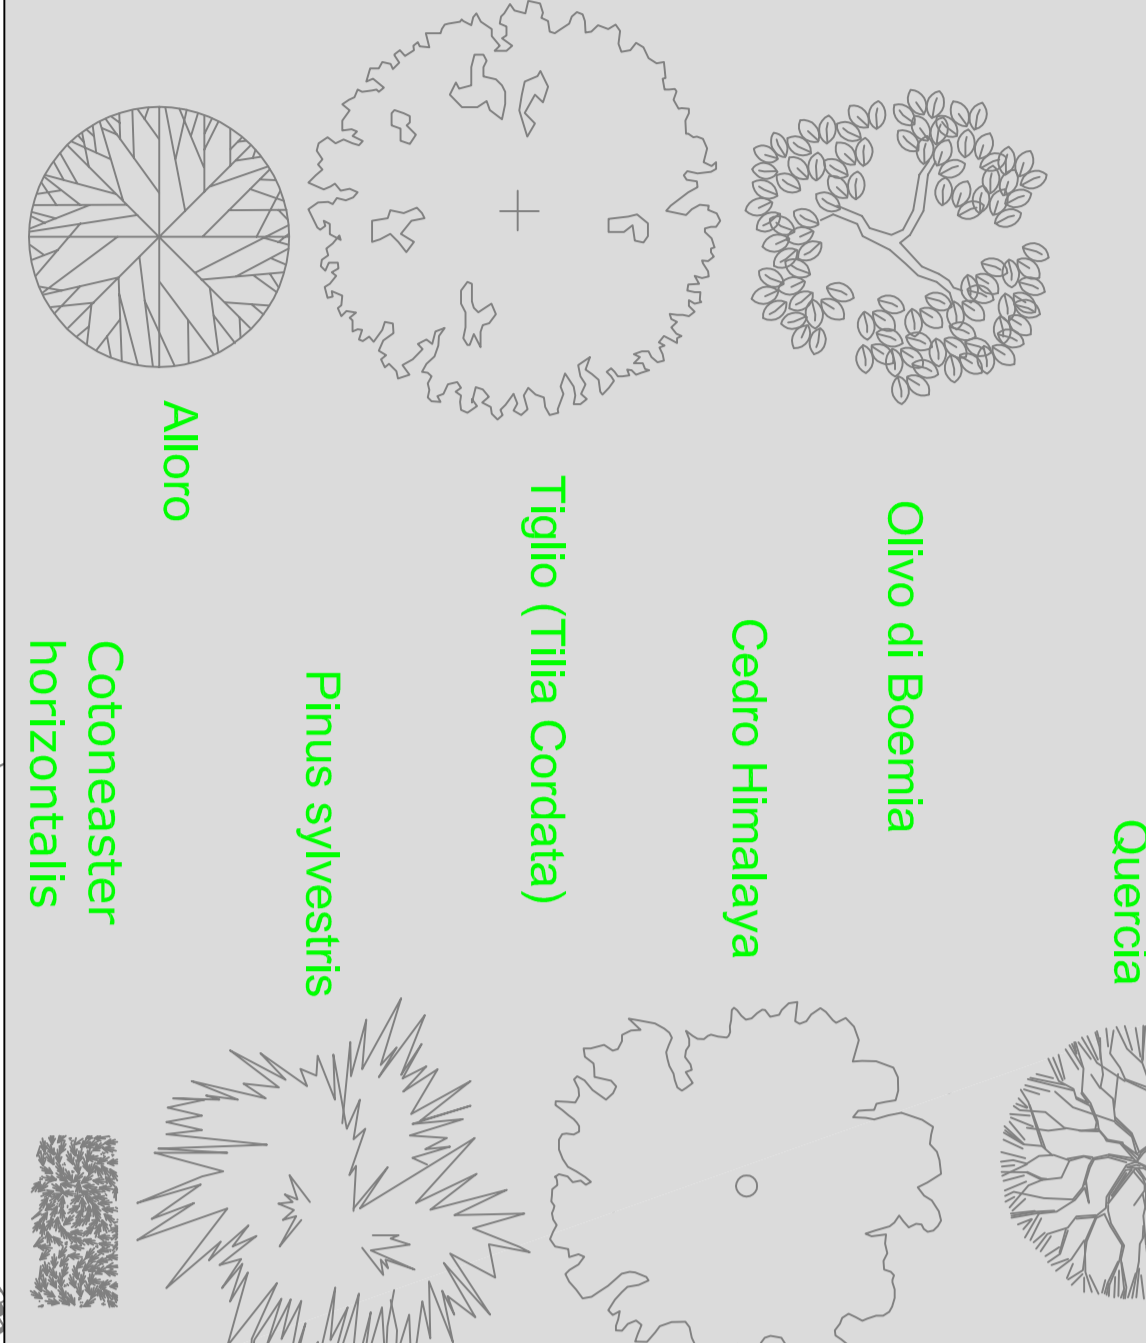 Quercia
Olivo di Boemia
Cedro Himalaya
Tiglio (Tilia Cordata)
Pinus sylvestris
Alloro
Cotoneaster
horizontalis